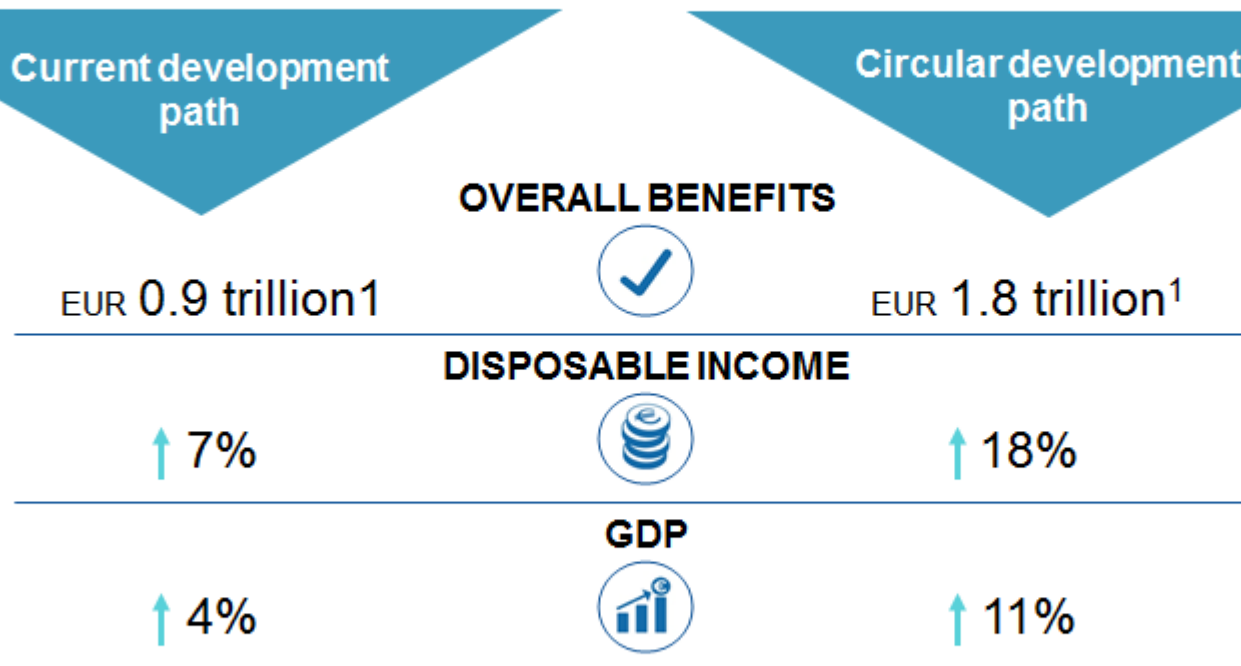 Current development
path
Circular development
path
OVERALL BENEFITS
EUR 0.9 trillion1
EUR 1.8 trillion¹
DISPOSABLE INCOME
7%
18%
GDP
4%
11%